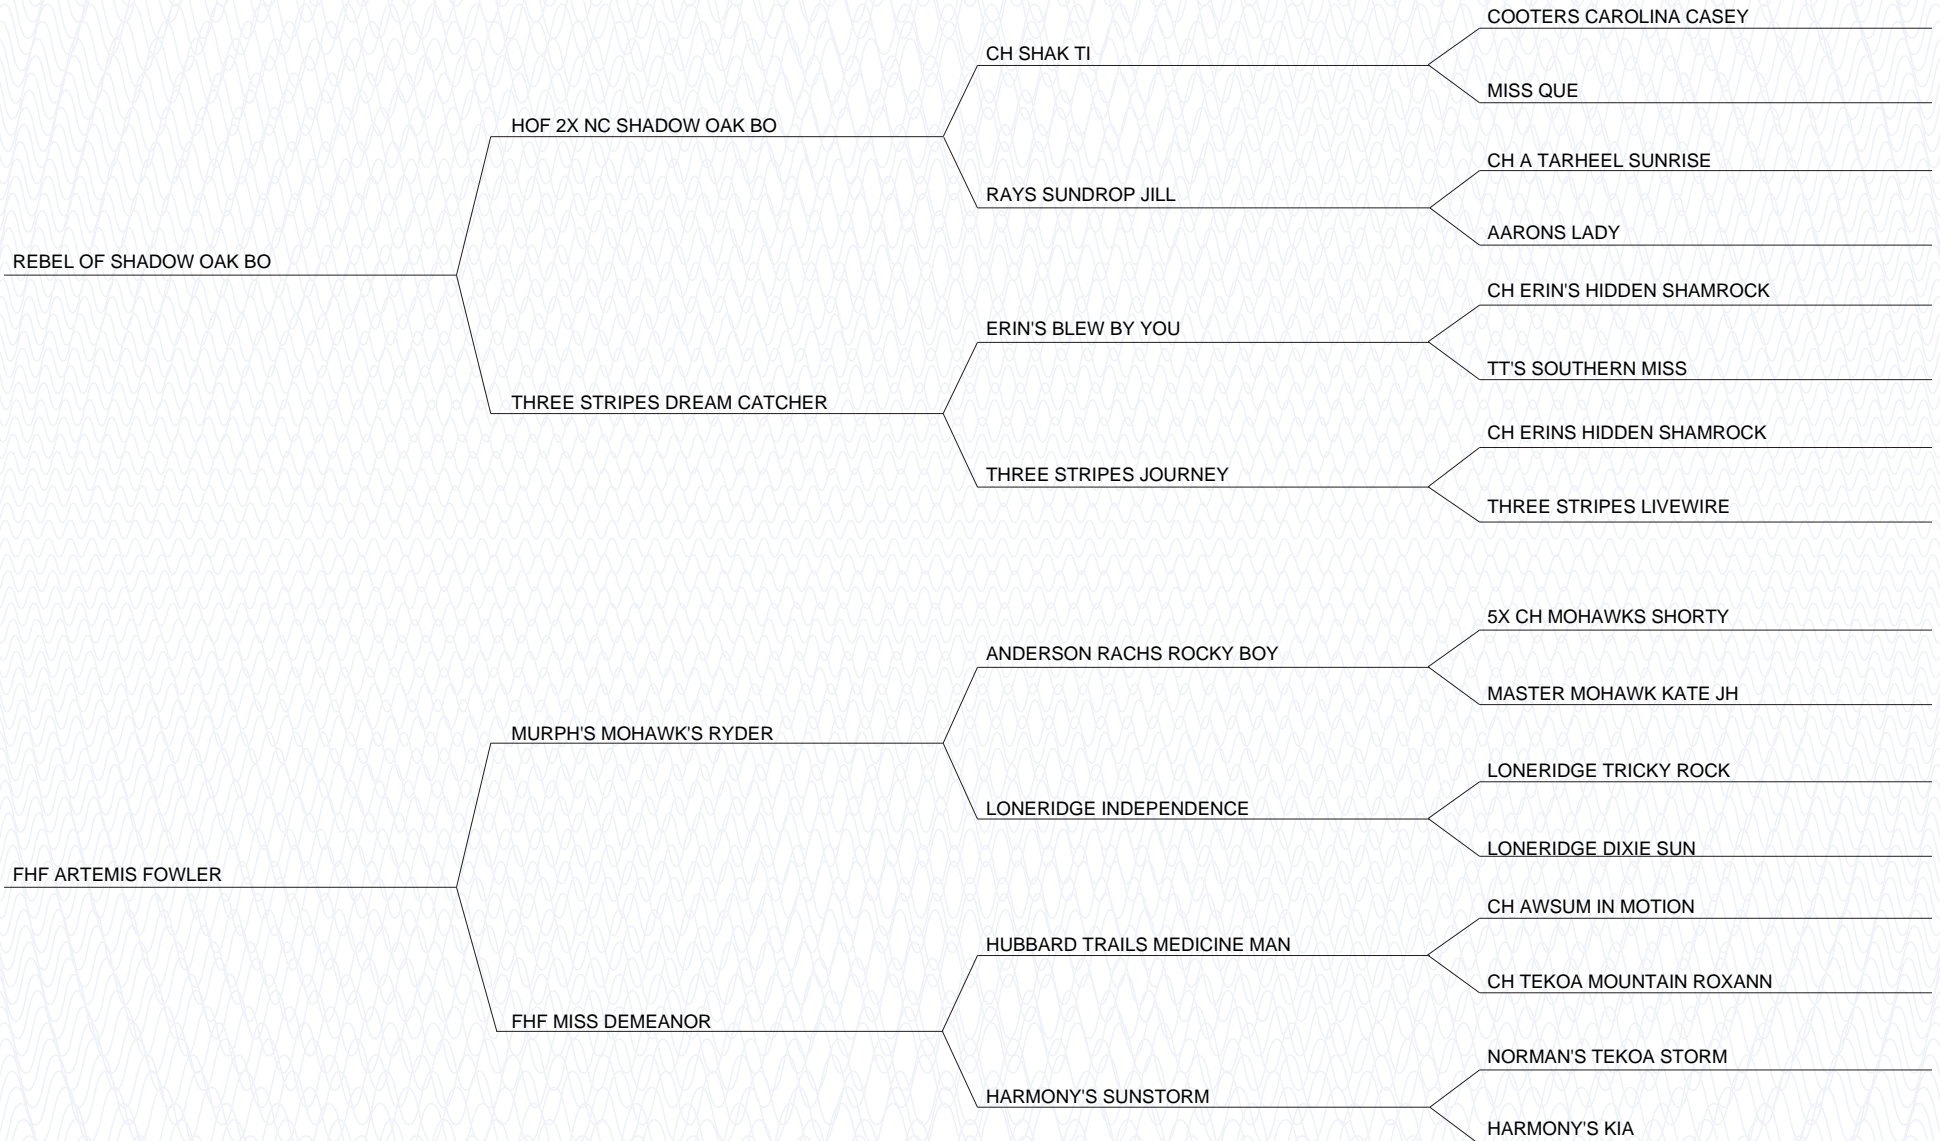 COOTERS CAROLINA CASEY
CH SHAK TI
MISS QUE
HOF 2X NC SHADOW OAK BO
CH A TARHEEL SUNRISE
RAYS SUNDROP JILL
AARONS LADY
REBEL OF SHADOW OAK BO
CH ERIN'S HIDDEN SHAMROCK
ERIN'S BLEW BY YOU
TT'S SOUTHERN MISS
THREE STRIPES DREAM CATCHER
CH ERINS HIDDEN SHAMROCK
THREE STRIPES JOURNEY
THREE STRIPES LIVEWIRE
5X CH MOHAWKS SHORTY
ANDERSON RACHS ROCKY BOY
MASTER MOHAWK KATE JH
MURPH'S MOHAWK'S RYDER
LONERIDGE TRICKY ROCK
LONERIDGE INDEPENDENCE
LONERIDGE DIXIE SUN
FHF ARTEMIS FOWLER
CH AWSUM IN MOTION
HUBBARD TRAILS MEDICINE MAN
CH TEKOA MOUNTAIN ROXANN
FHF MISS DEMEANOR
NORMAN'S TEKOA STORM
HARMONY'S SUNSTORM
HARMONY'S KIA